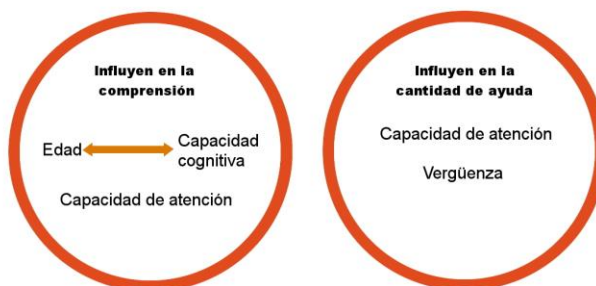 Influyen en la
comprensión
Edad
Capacidad
cognitiva
Capacidad de atención
Influyen en la
cantidad de ayuda
Capacidad de atención
Vergüenza